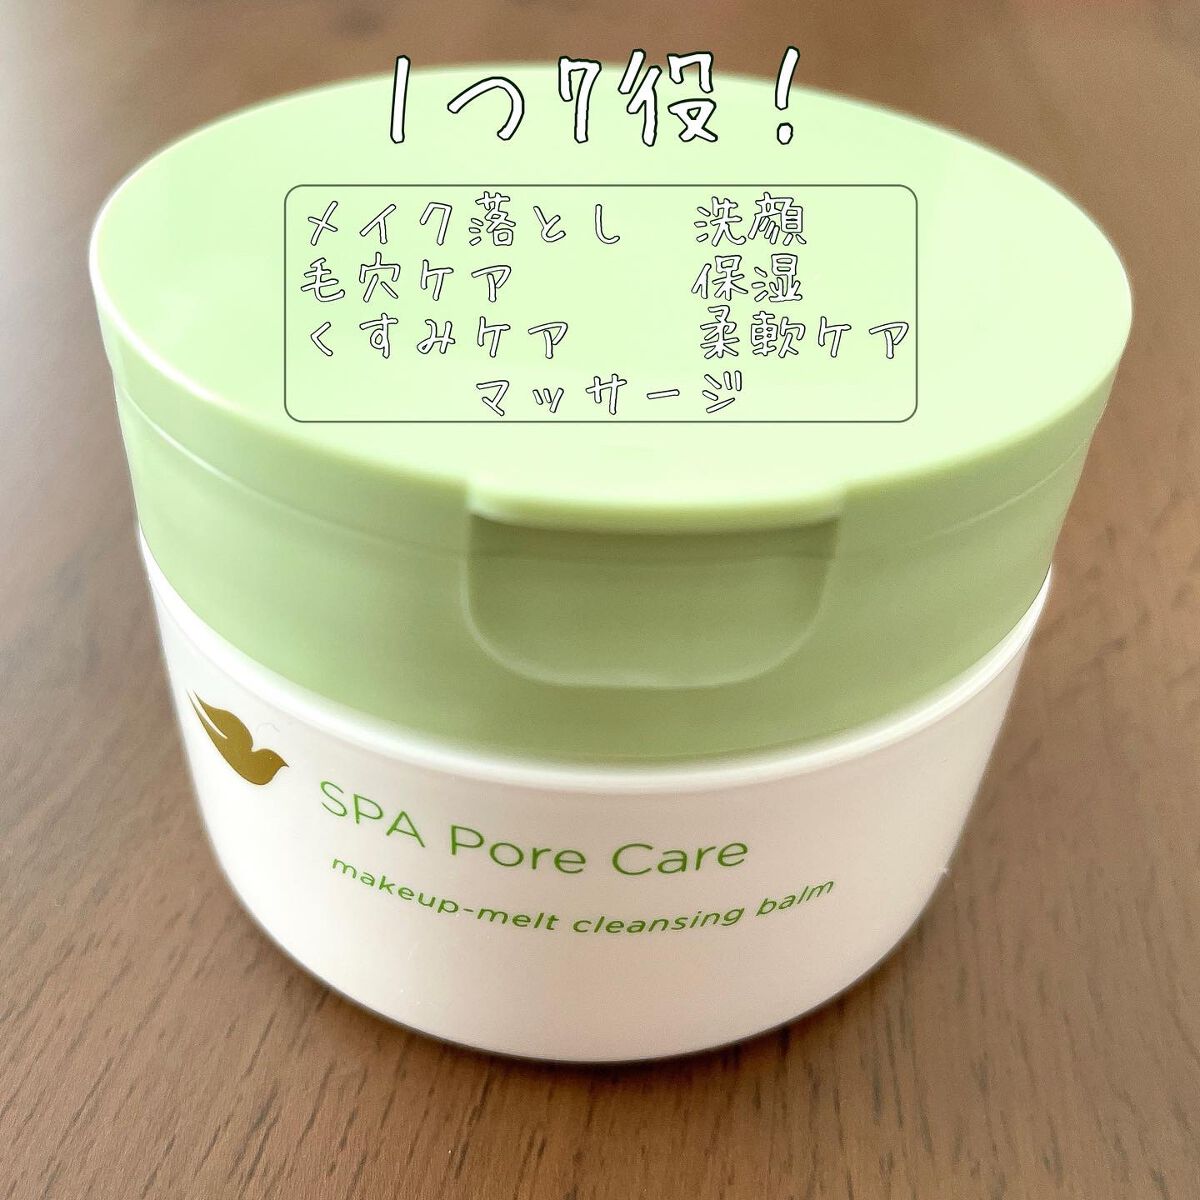 1つ7役！
メイク落とし 洗顔
毛穴ケア 保湿
くすみケア 柔軟ケア
マッサージ
SPA Pore Care
makeup-melt cleansing balm